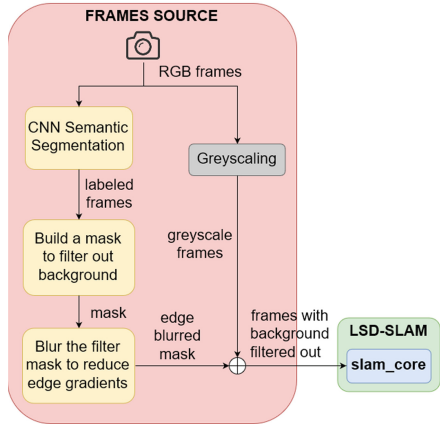 FRAMES SOURCE
RGB frames
CNN Semantic
Segmentation
Greyscaling
labeled
frames
greyscale
frames
Build a mask
to filter out
background
mask
edge
blurred
mask
frames with
background
filtered out
Blur the filter
mask to reduce
edge gradients
LSD-SLAM
slam_core